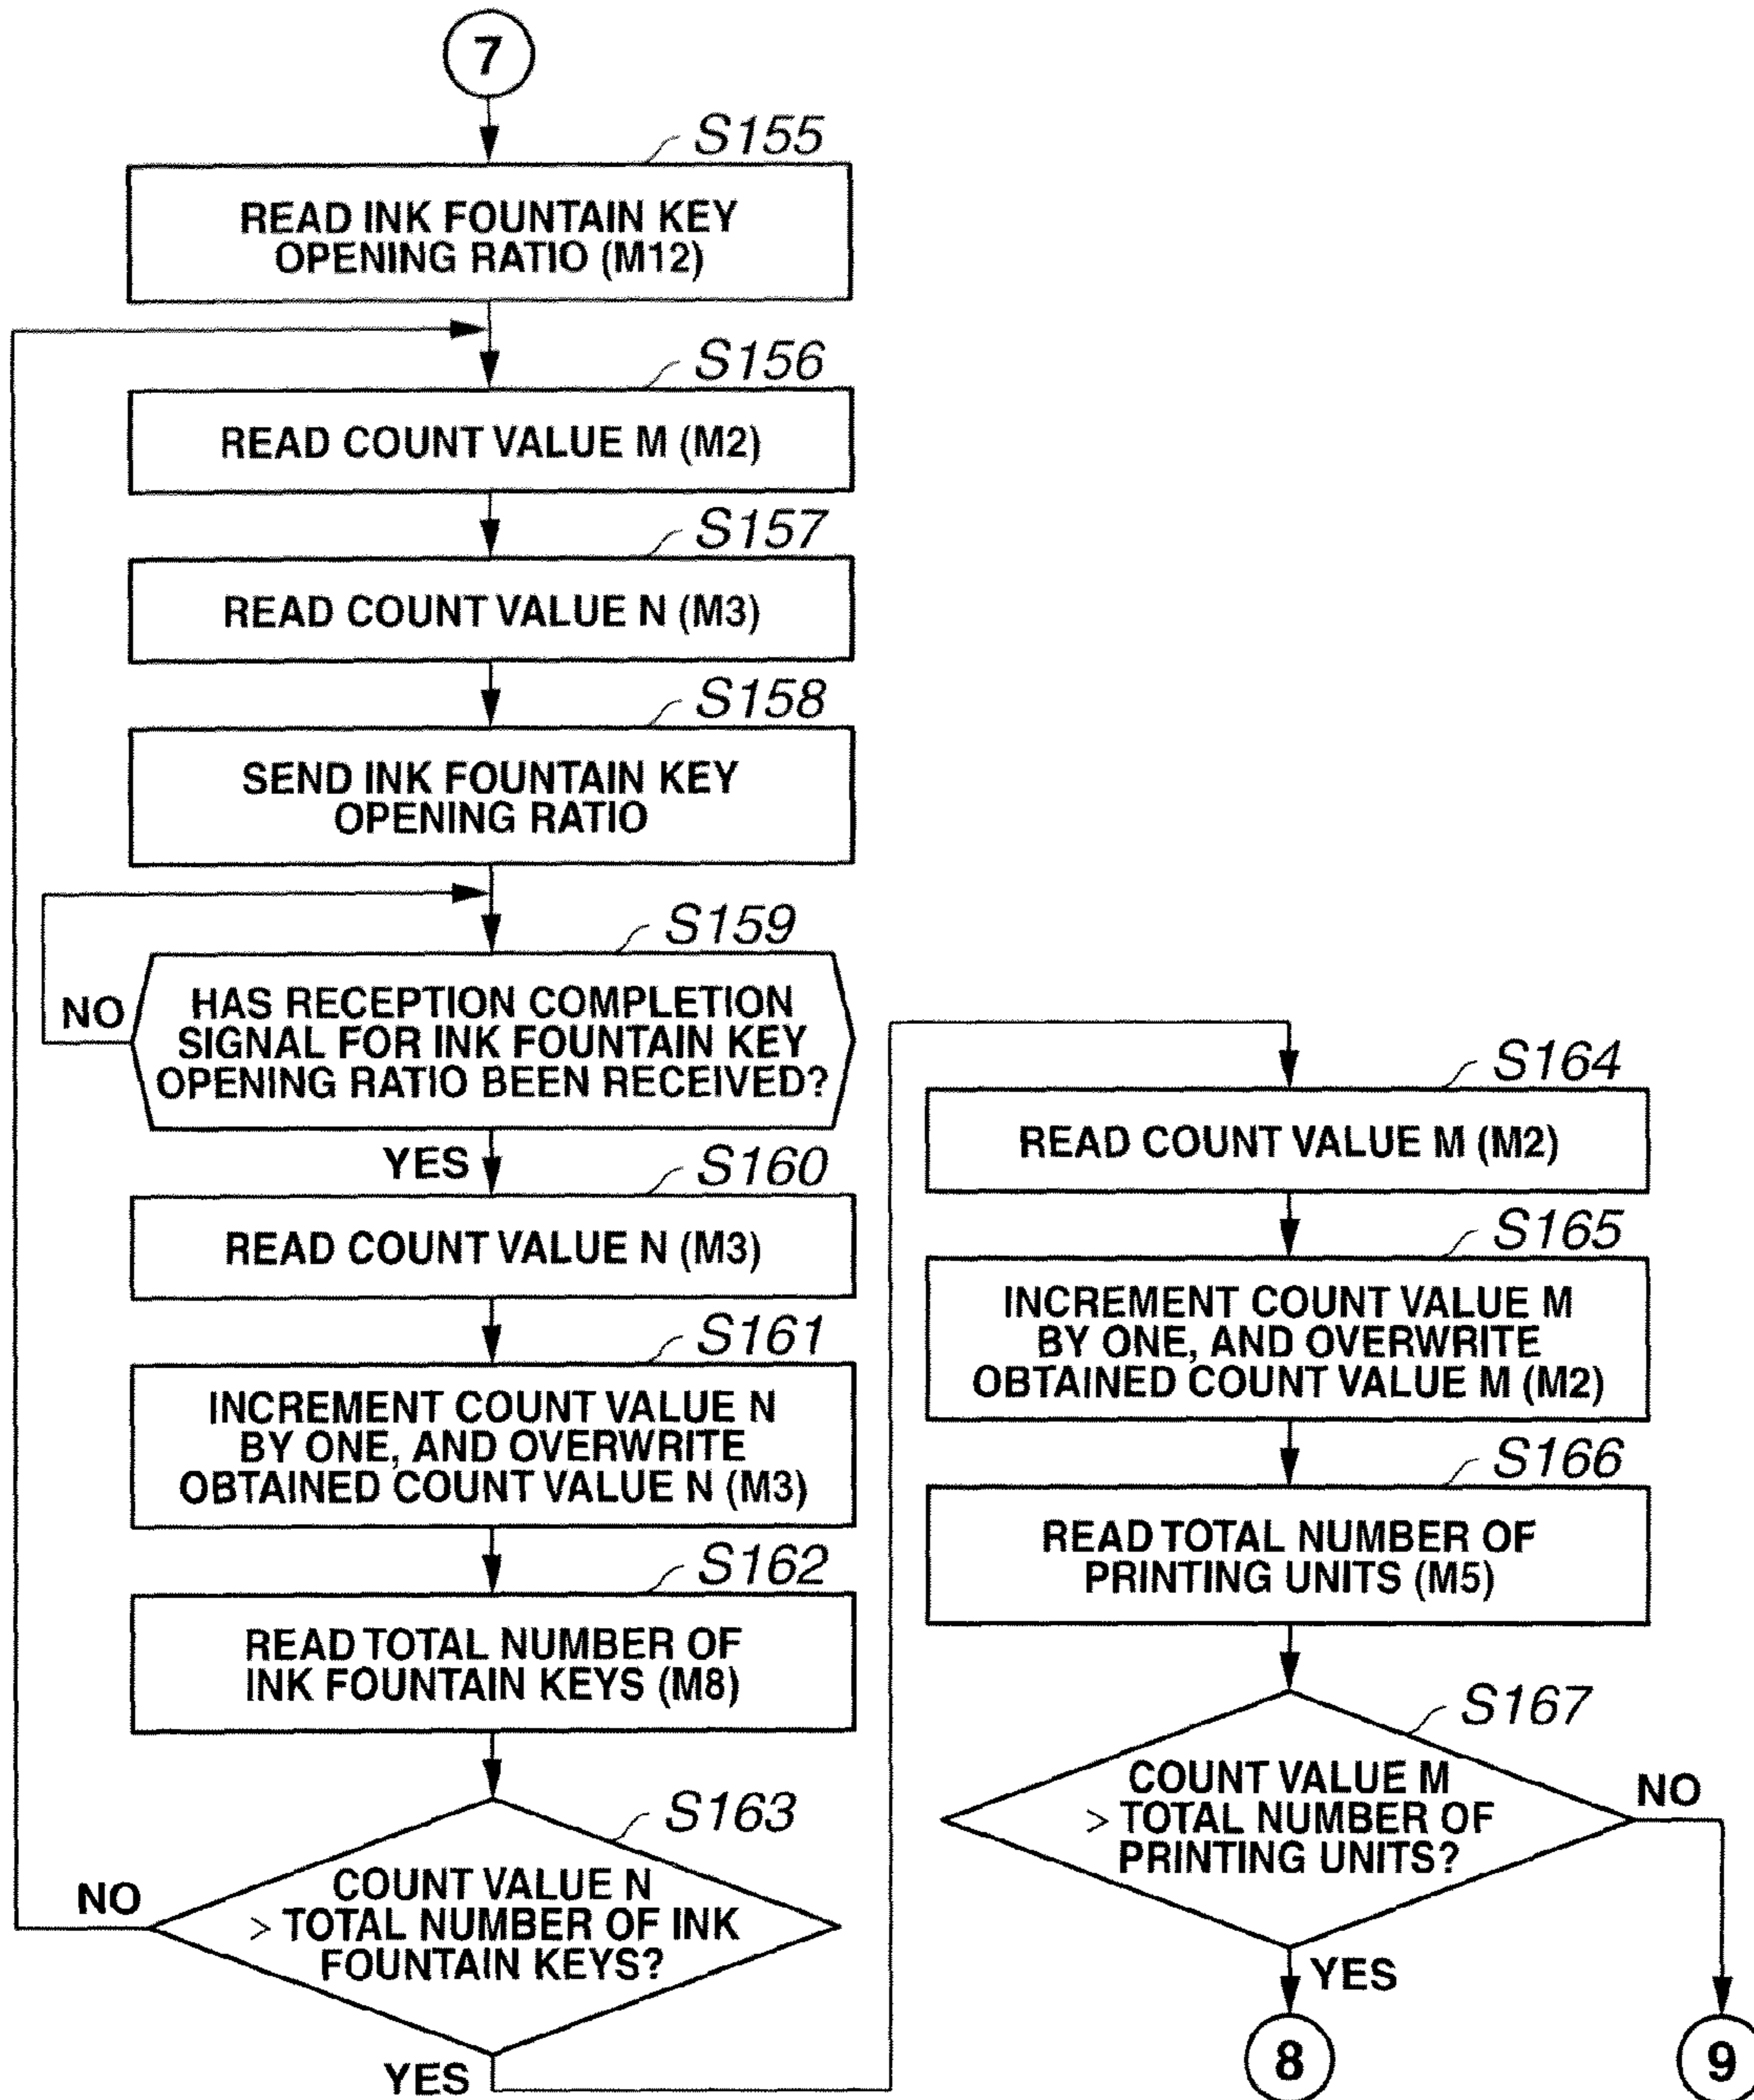 7
S155
READ INK FOUNTAIN KEY
OPENING RATIO (M12)
S156
READ COUNT VALUE M (M2)
S157
READ COUNT VALUE N (M3)
S158
SEND INK FOUNTAIN KEY
OPENING RATIO
S159
NO
HAS RECEPTION COMPLETION
SIGNAL FOR INK FOUNTAIN KEY
OPENING RATIO BEEN RECEIVED?
YES
S160
READ COUNT VALUE N (M3)
S161
INCREMENT COUNT VALUE N
BY ONE, AND OVERWRITE
OBTAINED COUNT VALUE N (M3)
S162
READ TOTAL NUMBER OF
INK FOUNTAIN KEYS (M8)
S163
NO
COUNT VALUE N
> TOTAL NUMBER OF INK
FOUNTAIN KEYS?
YES
S164
READ COUNT VALUE M (M2)
S165
INCREMENT COUNT VALUE M
BY ONE, AND OVERWRITE
OBTAINED COUNT VALUE M (M2)
S166
READ TOTAL NUMBER OF
PRINTING UNITS (M5)
S167
COUNT VALUE M
> TOTAL NUMBER OF
PRINTING UNITS?
NO
YES
8
9